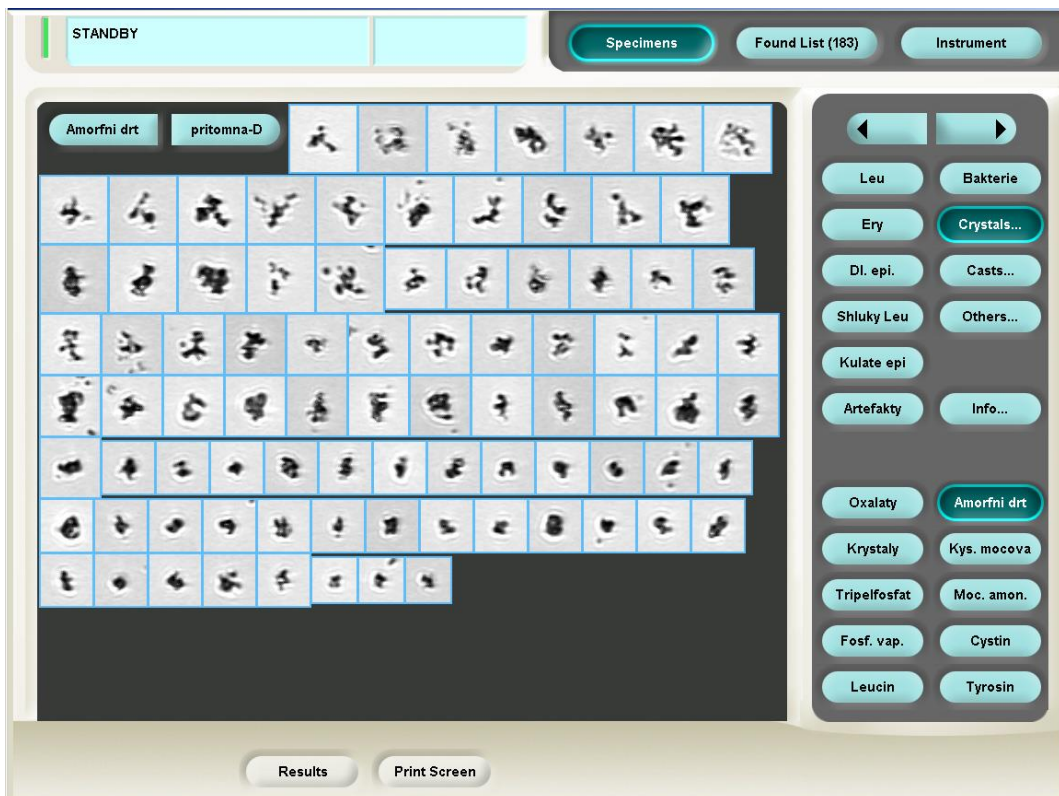 STANDBY
Specimens
Found List (183)
Instrument
Amorfni drt
pritomna-D
Leu
Bakterie
Ery
Crystals...
Dl. epi.
Casts...
Shluky Leu
Others...
Kulate epi
Artefakty
Info...
Oxalaty
Amorfni drt
Krystaly
Kys. mocova
Tripelfosfat
Moc. amon.
Fosf. vap.
Cystin
Leucin
Tyrosin
Results
Print Screen